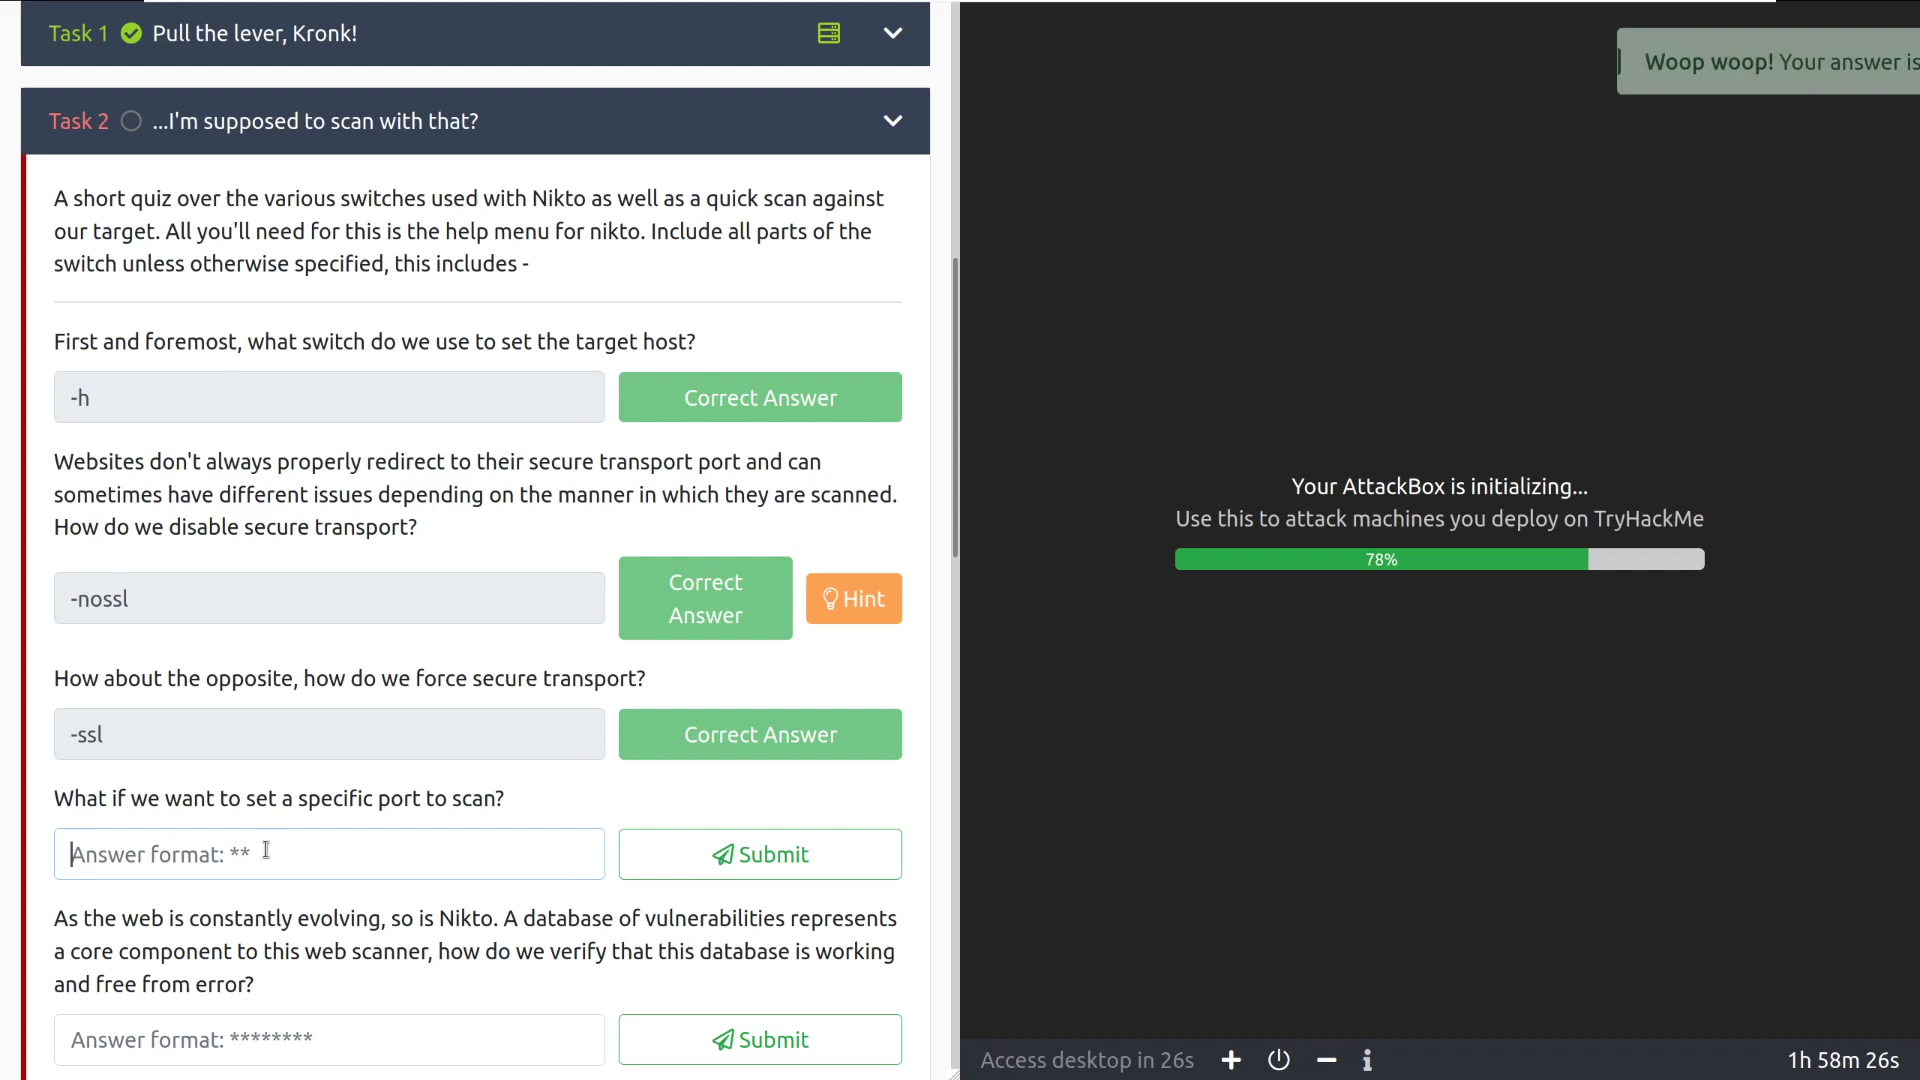 Task 1 Pull the lever, Kronk!
Task 2 ...I'm supposed to scan with that?
A short quiz over the various switches used with Nikto as well as a quick scan against
our target. All you'll need for this is the help menu for nikto. Include all parts of the
switch unless otherwise specified, this includes -
First and foremost, what switch do we use to set the target host?
-h
Correct Answer
Websites don't always properly redirect to their secure transport port and can
sometimes have different issues depending on the manner in which they are scanned.
How do we disable secure transport?
-nossl
Correct
Answer
Hint
How about the opposite, how do we force secure transport?
-ssl
Correct Answer
What if we want to set a specific port to scan?
Answer format: **
Submit
As the web is constantly evolving, so is Nikto. A database of vulnerabilities represents
a core component to this web scanner, how do we verify that this database is working
and free from error?
Answer format: ********
Submit
Woop woop! Your answer is
Your AttackBox is initializing...
Use this to attack machines you deploy on TryHackMe
78%
Access desktop in 26s
1h 58m 26s